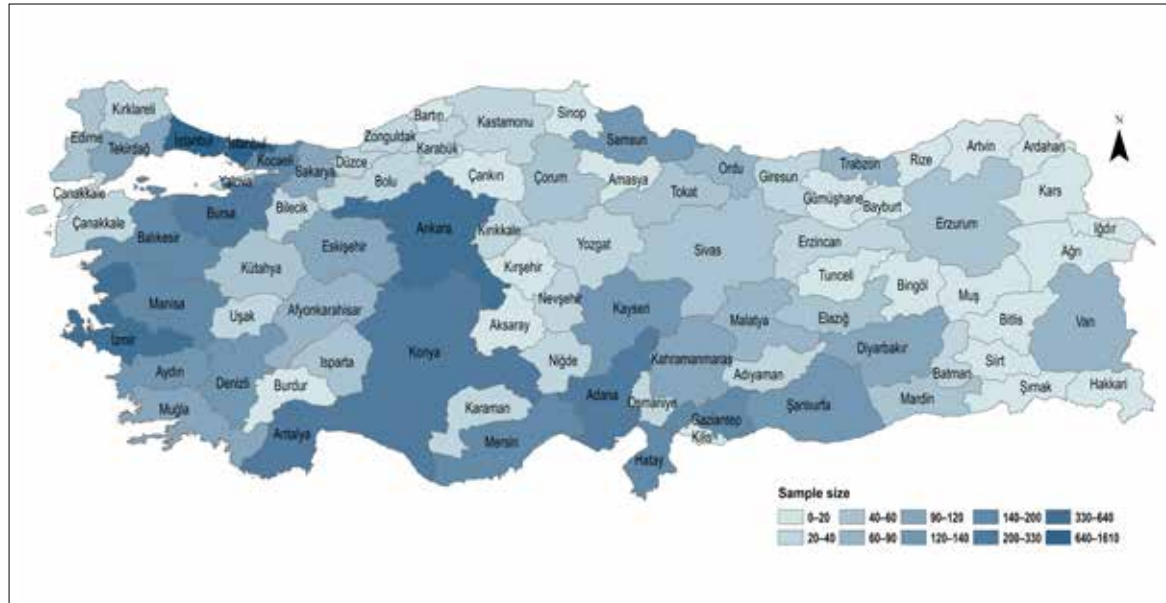 N
Kırklareli
Edirne
Tekirdağ
İstanbul
İstanbul
Kocaeli
Yalova
Sakarya
Düzce
Zonguldak
Bartın
Karabük
Kastamonu
Sinop
Samsun
Ordu
Giresun
Trabzon
Rize
Artvin
Ardahan
Kars
Iğdır
Ağrı
Çanakkale
Çanakkale
Balıkesir
Bursa
Bilecik
Bolu
Çankırı
Çorum
Amasya
Tokat
Gümüşhane
Bayburt
Erzurum
Erzincan
Eskişehir
Ankara
Kırıkkale
Yozgat
Sivas
Tunceli
Bingöl
Muş
Bitlis
Van
Kütahya
Manisa
Uşak
Afyonkarahisar
Kırşehir
Nevşehir
Kayseri
Malatya
Elazığ
Diyarbakır
Batman
Siirt
Şırnak
Hakkari
İzmir
Aydın
Denizli
Burdur
Isparta
Konya
Aksaray
Niğde
Kahramanmaraş
Adıyaman
Mardin
Muğla
Antalya
Karaman
Mersin
Adana
Osmaniye
Gaziantep
Şanlıurfa
Kilis
Hatay
Sample size
0–20 40–60 90–120 140–200 330–640
20–40 60–90 120–140 200–330 640–1610